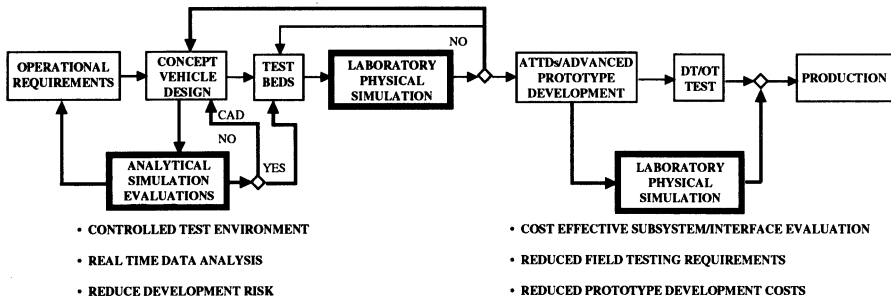 OPERATIONAL
REQUIREMENTS
CONCEPT
VEHICLE
DESIGN
TEST
BEDS
LABORATORY
PHYSICAL
SIMULATION
NO
ATTDs/ADVANCED
PROTOTYPE
DEVELOPMENT
DT/OT
TEST
PRODUCTION
CAD
NO
YES
ANALYTICAL
SIMULATION
EVALUATIONS
LABORATORY
PHYSICAL
SIMULATION
• CONTROLLED TEST ENVIRONMENT
• REAL TIME DATA ANALYSIS
• REDUCE DEVELOPMENT RISK
• COST EFFECTIVE SUBSYSTEM/INTERFACE EVALUATION
• REDUCED FIELD TESTING REQUIREMENTS
• REDUCED PROTOTYPE DEVELOPMENT COSTS